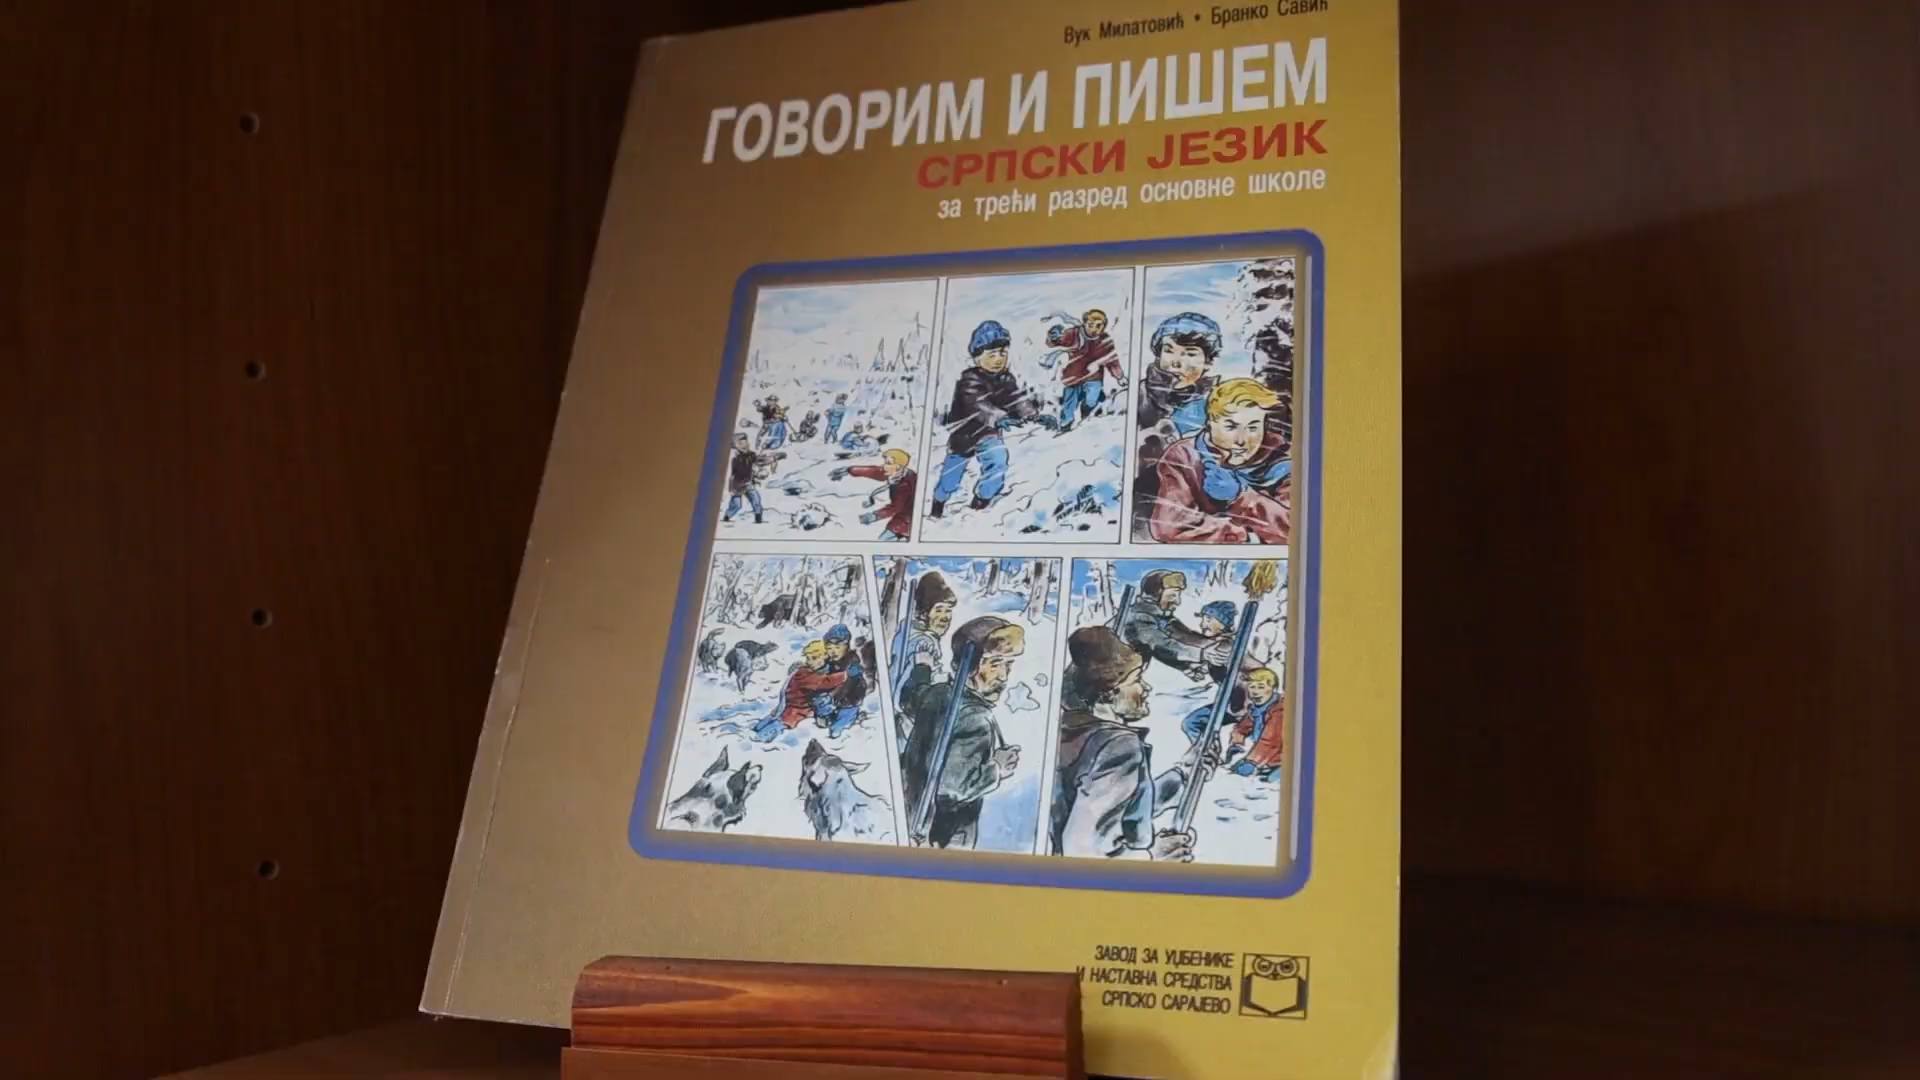 Вук Милатовић • Бранко Савић
ГОВОРИМ И ПИШЕМ
СРПСКИ ЈЕЗИК
за трећи разред основне школе
ЗАВОД ЗА УЏБЕНИКЕ
И НАСТАВНА СРЕДСТВА
СРПСКО САРАЈЕВО